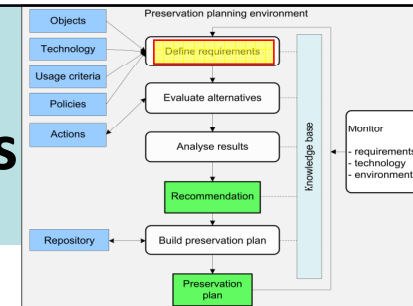 Preservation planning environment
Objects
Technology
Usage criteria
Policies
Actions
Define requirements
Evaluate alternatives
Analyse results
Recommendation
Repository
Build preservation plan
Preservation
plan
Knowledge base
Monitor
- requirements
- technology
- environment
s